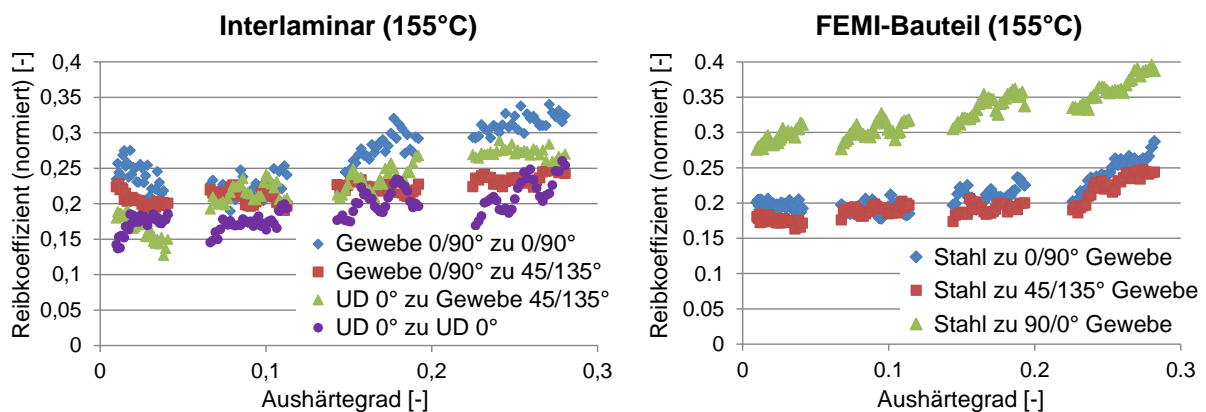 Interlaminar (155°C)
Reibkoeffizient (normiert) [-]
0,4
0,35
0,3
0,25
0,2
0,15
0,1
0,05
0
Gewebe 0/90° zu 0/90°
Gewebe 0/90° zu 45/135°
UD 0° zu Gewebe 45/135°
UD 0° zu UD 0°
0 0,1 0,2 0,3
Aushärtegrad [-]
FEMI-Bauteil (155°C)
Reibkoeffizient (normiert) [-]
0.4
0.35
0.3
0.25
0.2
0.15
0.1
0.05
0
Stahl zu 0/90° Gewebe
Stahl zu 45/135° Gewebe
Stahl zu 90/0° Gewebe
0 0.1 0.2 0.3
Aushärtegrad [-]